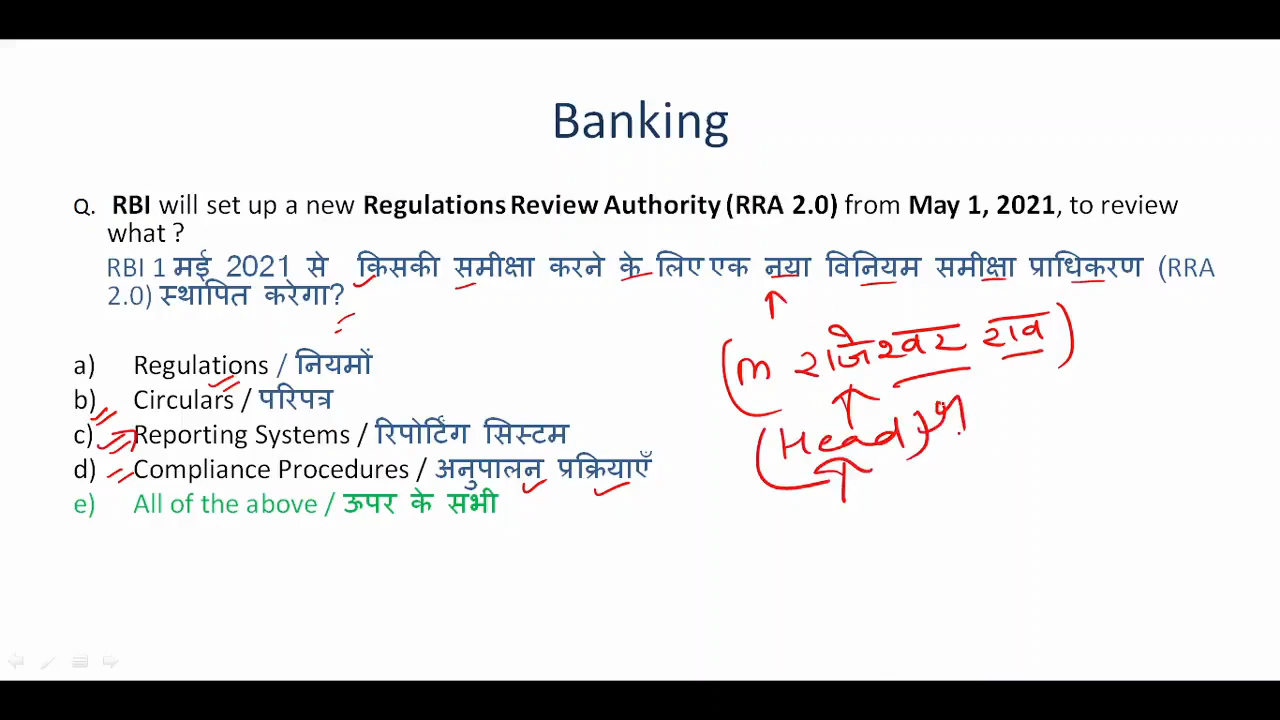 Banking
Q. RBI will set up a new Regulations Review Authority (RRA 2.0) from May 1, 2021, to review
what ?
RBI 1 मई 2021 से किसकी समीक्षा करने के लिए एक नया विनियम समीक्षा प्राधिकरण (RRA
2.0) स्थापित करेगा?
a) Regulations / नियमों
b) Circulars / परिपत्र
c) Reporting Systems / रिपोर्टिंग सिस्टम
d) Compliance Procedures / अनुपालन प्रक्रियाएँ
e) All of the above / ऊपर के सभी
(m राजेश्वर राव)
(Head)